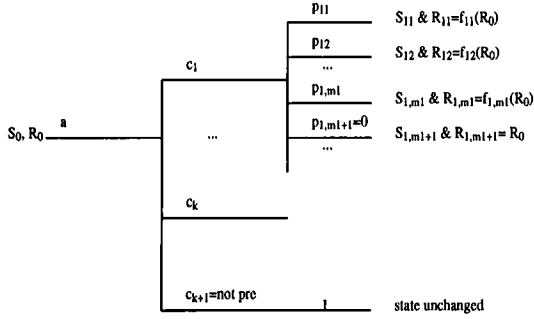 p11 S11 & R11=f11(R0)
p12 S12 & R12=f12(R0)
...
c1
p1,m1 S1,m1 & R1,m1=f1,m1(R0)
a
p1,m1+1=0
S0, R0 ... S1,m1+1 & R1,m1+1= R0
...
ck
ck+1=not pre 1 state unchanged